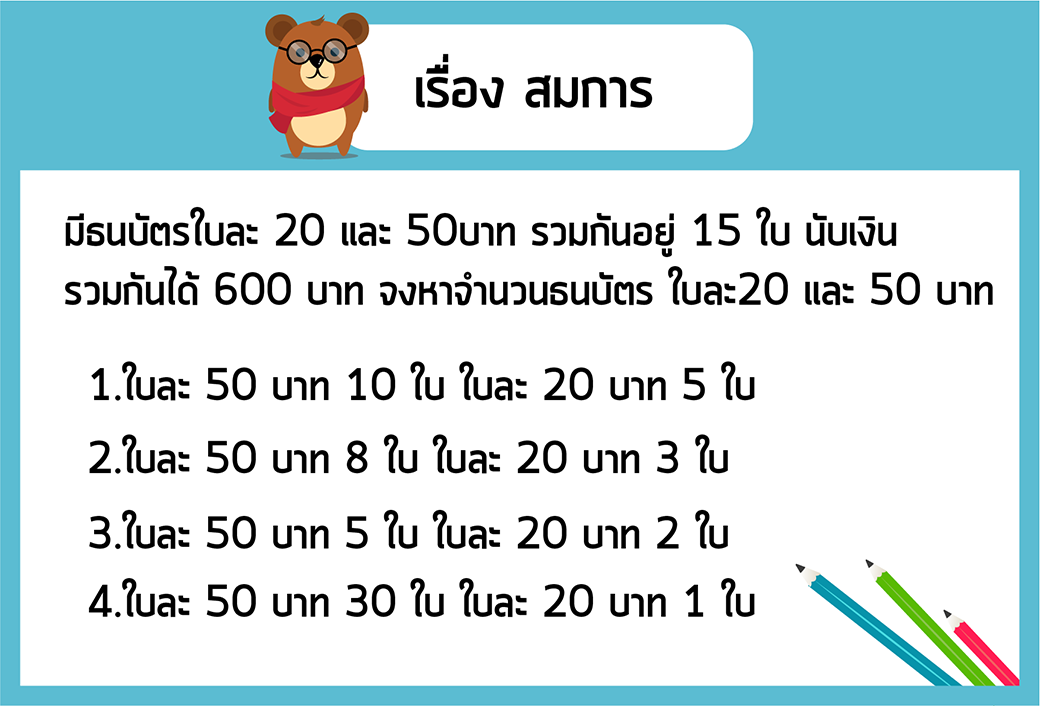 เรื่อง สมการ
มีธนบัตรใบละ 20 และ 50บาท รวมกันอยู่ 15 ใบ นับเงิน
รวมกันได้ 600 บาท จงหาจำนวนธนบัตร ใบละ20 และ 50 บาท
1.ใบละ 50 บาท 10 ใบ ใบละ 20 บาท 5 ใบ
2.ใบละ 50 บาท 8 ใบ ใบละ 20 บาท 3 ใบ
3.ใบละ 50 บาท 5 ใบ ใบละ 20 บาท 2 ใบ
4.ใบละ 50 บาท 30 ใบ ใบละ 20 บาท 1 ใบ